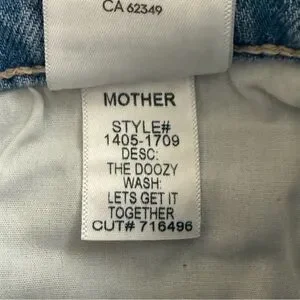 CA 62349
MOTHER
STYLE#
1405-1709
DESC:
THE DOOZY
WASH:
LETS GET IT
TOGETHER
CUT# 716496